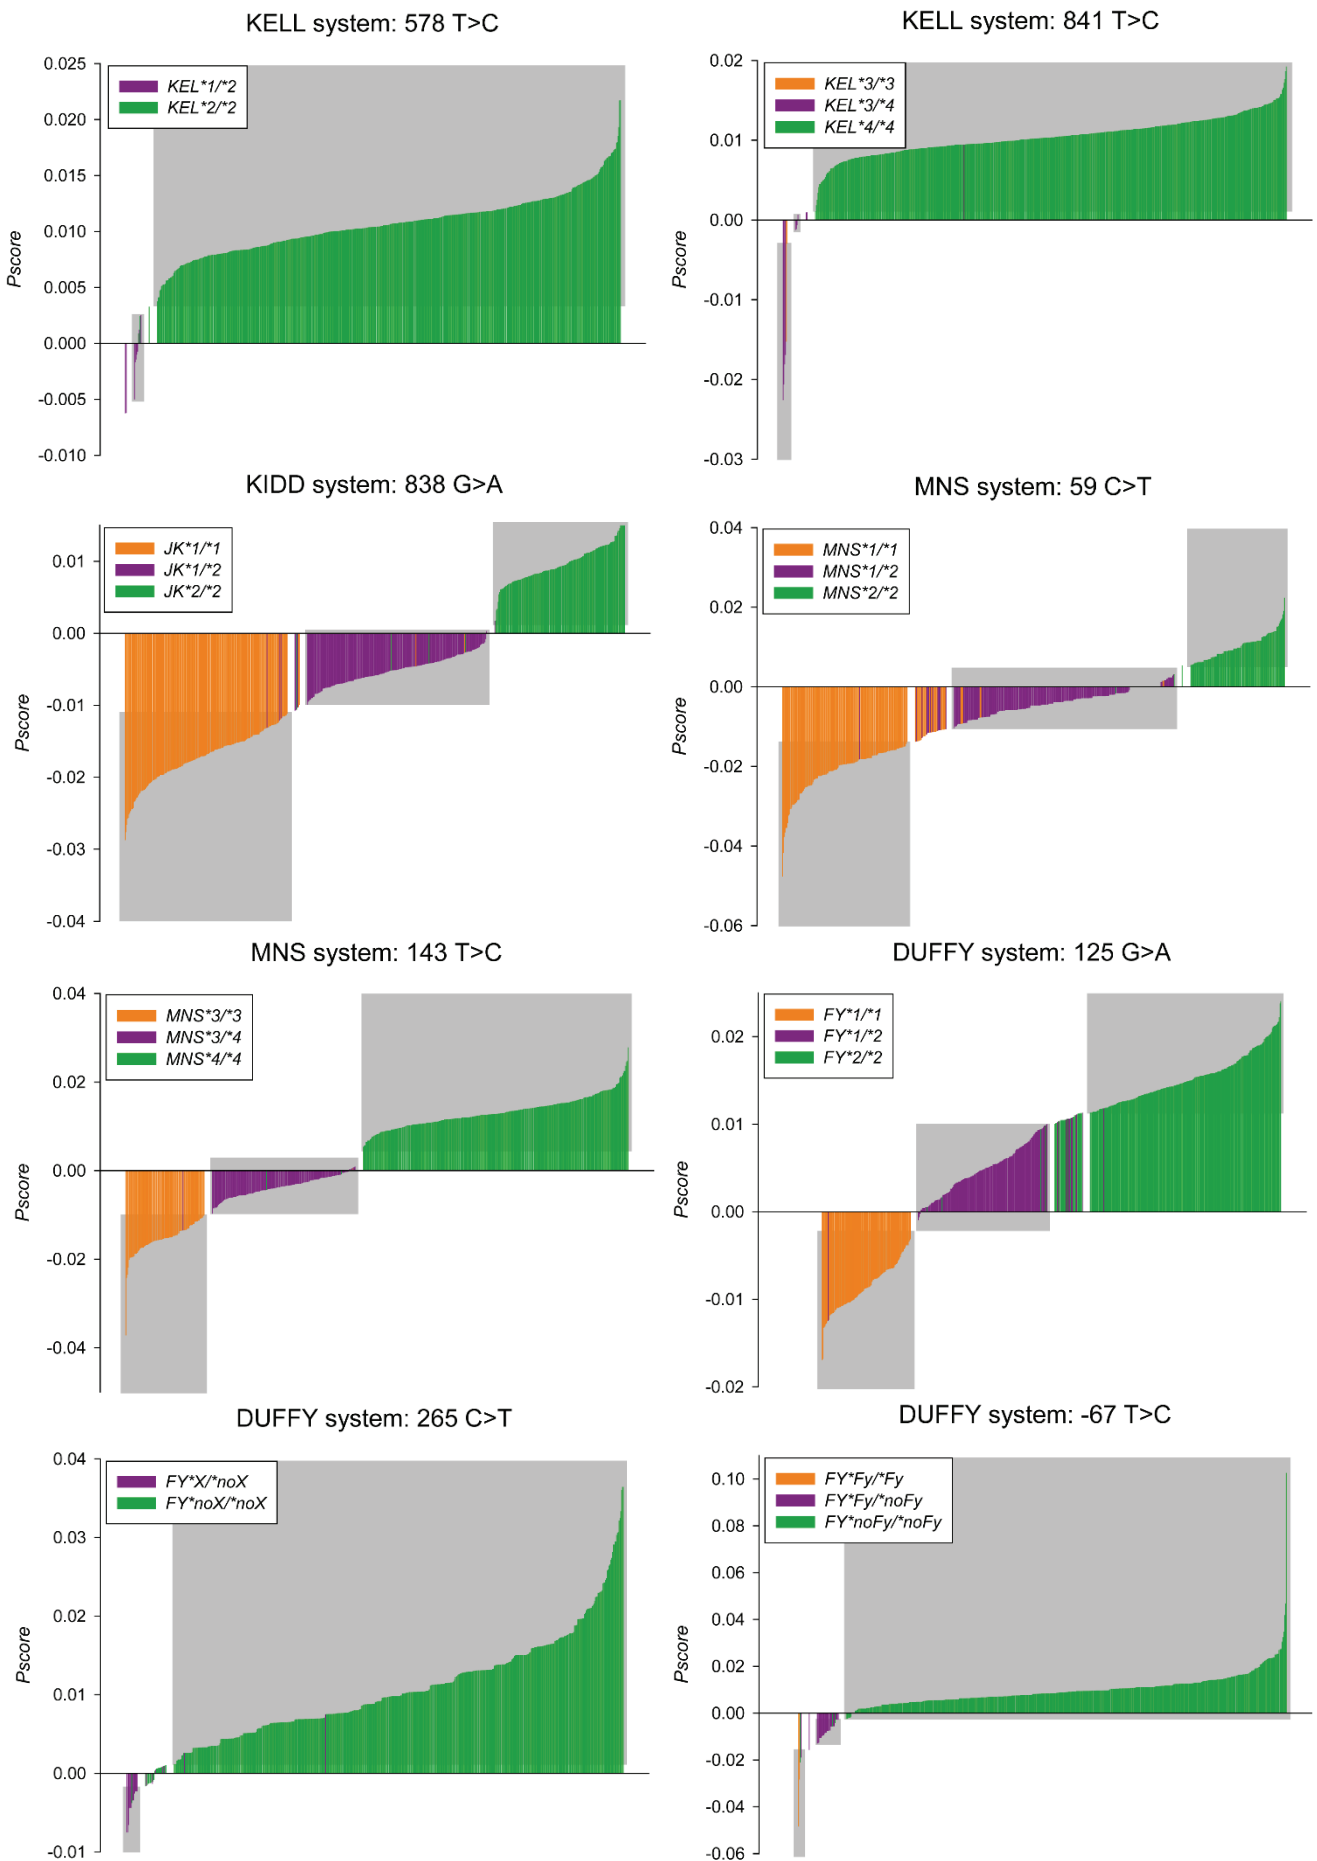 KELL system: 578 T>C
0.025
0.020
0.015
0.010
0.005
0.000
-0.005
-0.010
Pscore
KEL*1/*2
KEL*2/*2
KELL system: 841 T>C
0.02
0.01
0.00
-0.01
-0.02
-0.03
Pscore
KEL*3/*3
KEL*3/*4
KEL*4/*4
KIDD system: 838 G>A
0.01
0.00
-0.01
-0.02
-0.03
-0.04
Pscore
JK*1/*1
JK*1/*2
JK*2/*2
MNS system: 59 C>T
0.04
0.02
0.00
-0.02
-0.04
-0.06
Pscore
MNS*1/*1
MNS*1/*2
MNS*2/*2
MNS system: 143 T>C
0.04
0.02
0.00
-0.02
-0.04
Pscore
MNS*3/*3
MNS*3/*4
MNS*4/*4
DUFFY system: 125 G>A
0.02
0.01
0.00
-0.01
-0.02
Pscore
FY*1/*1
FY*1/*2
FY*2/*2
DUFFY system: 265 C>T
0.04
0.03
0.02
0.01
0.00
-0.01
Pscore
FY*X/*noX
FY*noX/*noX
DUFFY system: -67 T>C
0.10
0.08
0.06
0.04
0.02
0.00
-0.02
-0.04
-0.06
Pscore
FY*Fy/*Fy
FY*Fy/*noFy
FY*noFy/*noFy